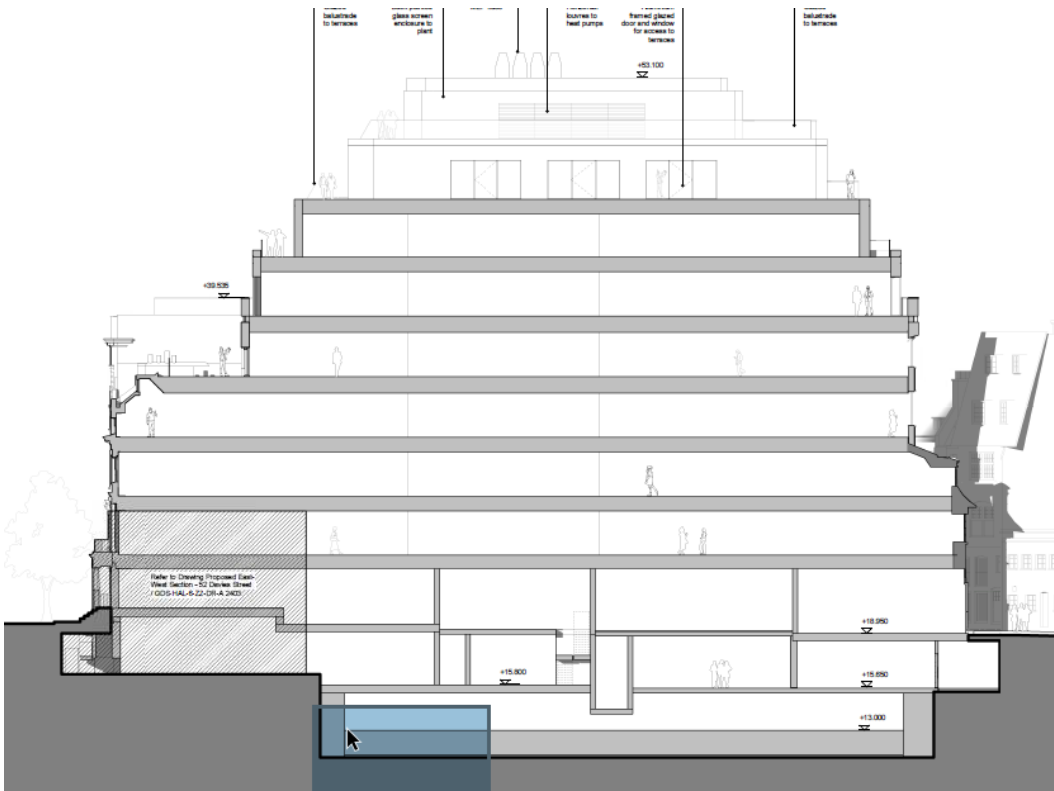 balustrade
to terraces
glass screen
enclosure to
plant
louvres to
heat pumps
framed glazed
door and window
for access to
terraces
balustrade
to terraces
+53.100
+39.535
Refer to Drawing Proposed East-
West Section - 52 Davies Street
/ GDS-HAL-6-ZZ-DR-A 2403
+18.950
+15.800
+15.650
+13.000